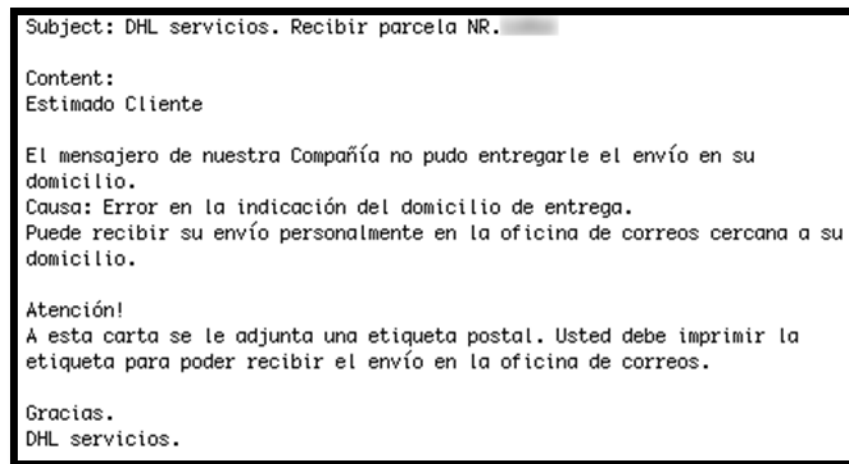 Subject: DHL servicios. Recibir parcela NR.
Content:
Estimado Cliente
El mensajero de nuestra Compañía no pudo entregarle el envío en su
domicilio.
Causa: Error en la indicación del domicilio de entrega.
Puede recibir su envío personalmente en la oficina de correos cercana a su
domicilio.
Atención!
A esta carta se le adjunta una etiqueta postal. Usted debe imprimir la
etiqueta para poder recibir el envío en la oficina de correos.
Gracias.
DHL servicios.